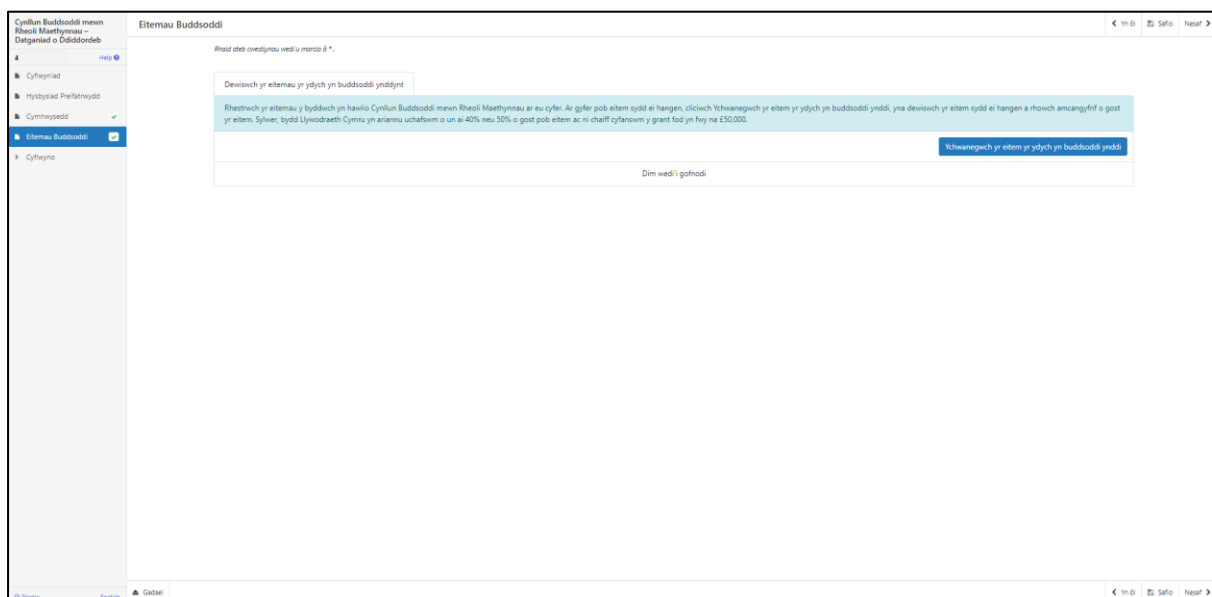 Cynllun Buddsoddi mewn
Rheoli Maethynnau –
Datganiad o Ddiddordeb
Help
Cyflwyniad
Hysbysiad Preifatrwydd
Cymhwysedd
Eitemau Buddsoddi
Cyflwyno
English
Eitemau Buddsoddi
Yn ôl Safio Nesaf
Rhaid ateb cwestiynau wedi'u marcio â *.
Dewiswch yr eitemau yr ydych yn buddsoddi ynddynt
Rhestrwch yr eitemau y byddwch yn hawlio Cynllun Buddsoddi mewn Rheoli Maethynnau ar eu cyfer. Ar gyfer pob eitem sydd ei hangen, cliciwch Ychwanegwch yr eitem yr ydych yn buddsoddi ynddi, yna dewiswch yr eitem sydd ei hangen a rhowch amcangyfrif o gost
yr eitem. Sylwer, bydd Llywodraeth Cymru yn ariannu uchafswm o un ai 40% neu 50% o gost pob eitem ac ni chaiff cyfanswm y grant fod yn fwy na £50,000.
Ychwanegwch yr eitem yr ydych yn buddsoddi ynddi
Dim wedi'i gofnodi
Gadael
Yn ôl Safio Nesaf